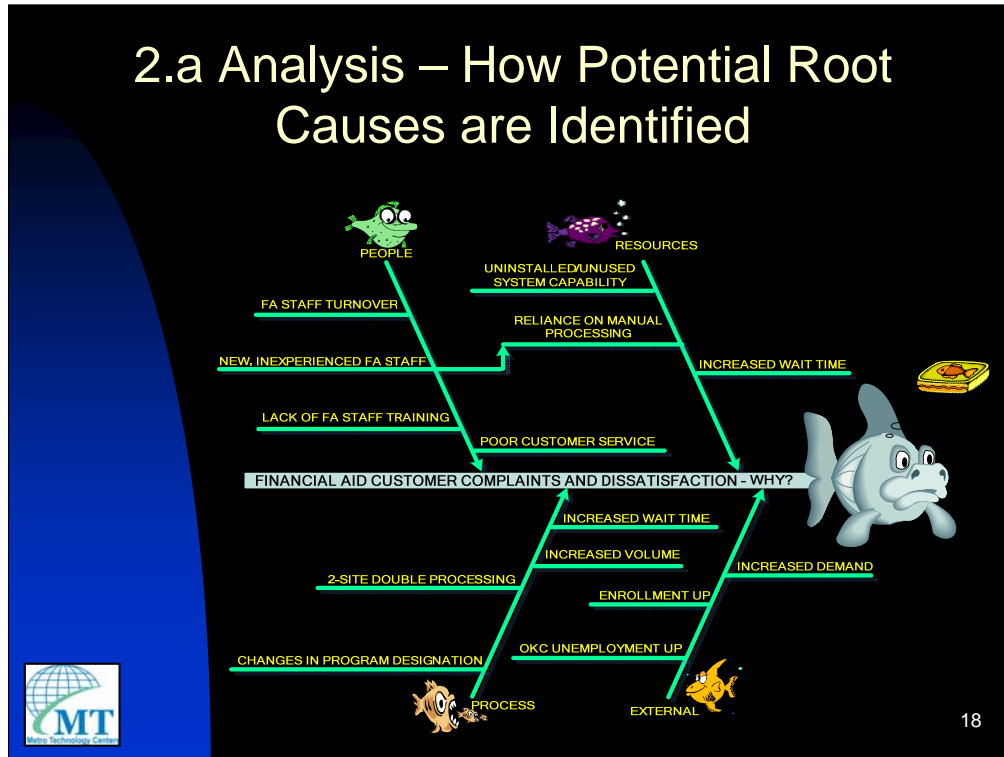 2.a Analysis – How Potential Root
Causes are Identified
PEOPLE
RESOURCES
UNINSTALLED/UNUSED
SYSTEM CAPABILITY
FA STAFF TURNOVER
RELIANCE ON MANUAL
PROCESSING
NEW, INEXPERIENCED FA STAFF
INCREASED WAIT TIME
LACK OF FA STAFF TRAINING
POOR CUSTOMER SERVICE
FINANCIAL AID CUSTOMER COMPLAINTS AND DISSATISFACTION - WHY?
INCREASED WAIT TIME
INCREASED VOLUME
INCREASED DEMAND
2-SITE DOUBLE PROCESSING
ENROLLMENT UP
OKC UNEMPLOYMENT UP
CHANGES IN PROGRAM DESIGNATION
PROCESS
EXTERNAL
MT
Metro Technology Centers
18